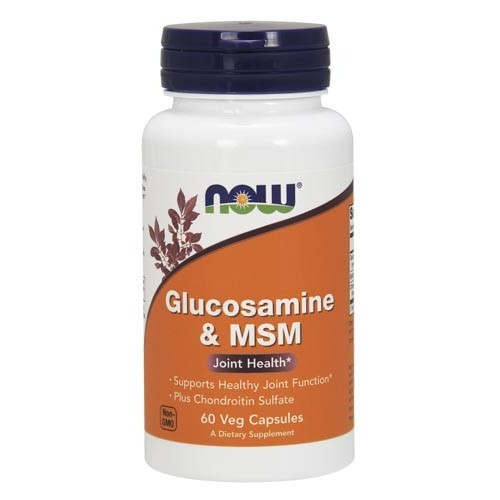 now
Glucosamine
& MSM
Joint Health*
• Supports Healthy Joint Function*
• Plus Chondroitin Sulfate
60 Veg Capsules
A Dietary Supplement
Non-
GMO